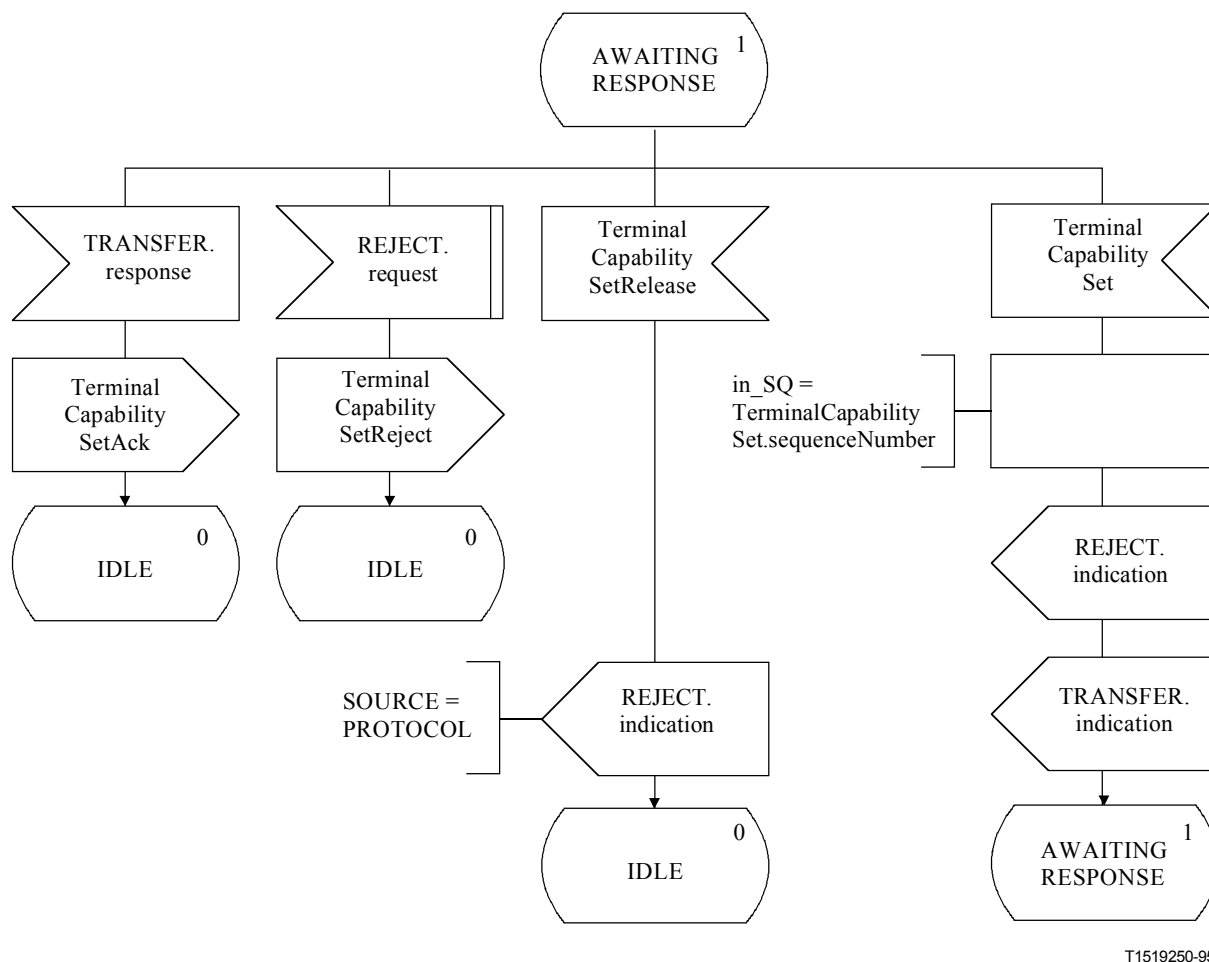 AWAITING
RESPONSE
1
TRANSFER.
response
REJECT.
request
Terminal
Capability
SetRelease
Terminal
Capability
Set
Terminal
Capability
SetAck
Terminal
Capability
SetReject
in_SQ =
TerminalCapability
Set.sequenceNumber
0
IDLE
0
IDLE
REJECT.
indication
SOURCE =
PROTOCOL
REJECT.
indication
TRANSFER.
indication
0
IDLE
1
AWAITING
RESPONSE
T1519250-95